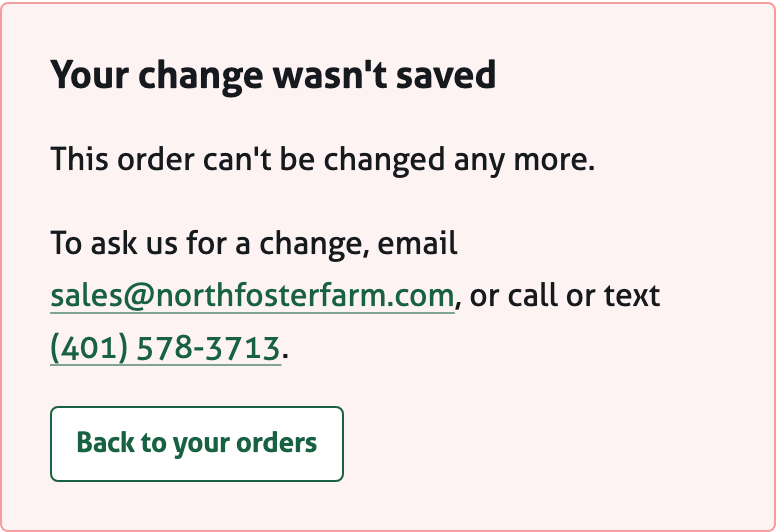 Your change wasn't saved
This order can't be changed any more.
To ask us for a change, email
sales@northfosterfarm.com, or call or text
(401) 578-3713.
Back to your orders